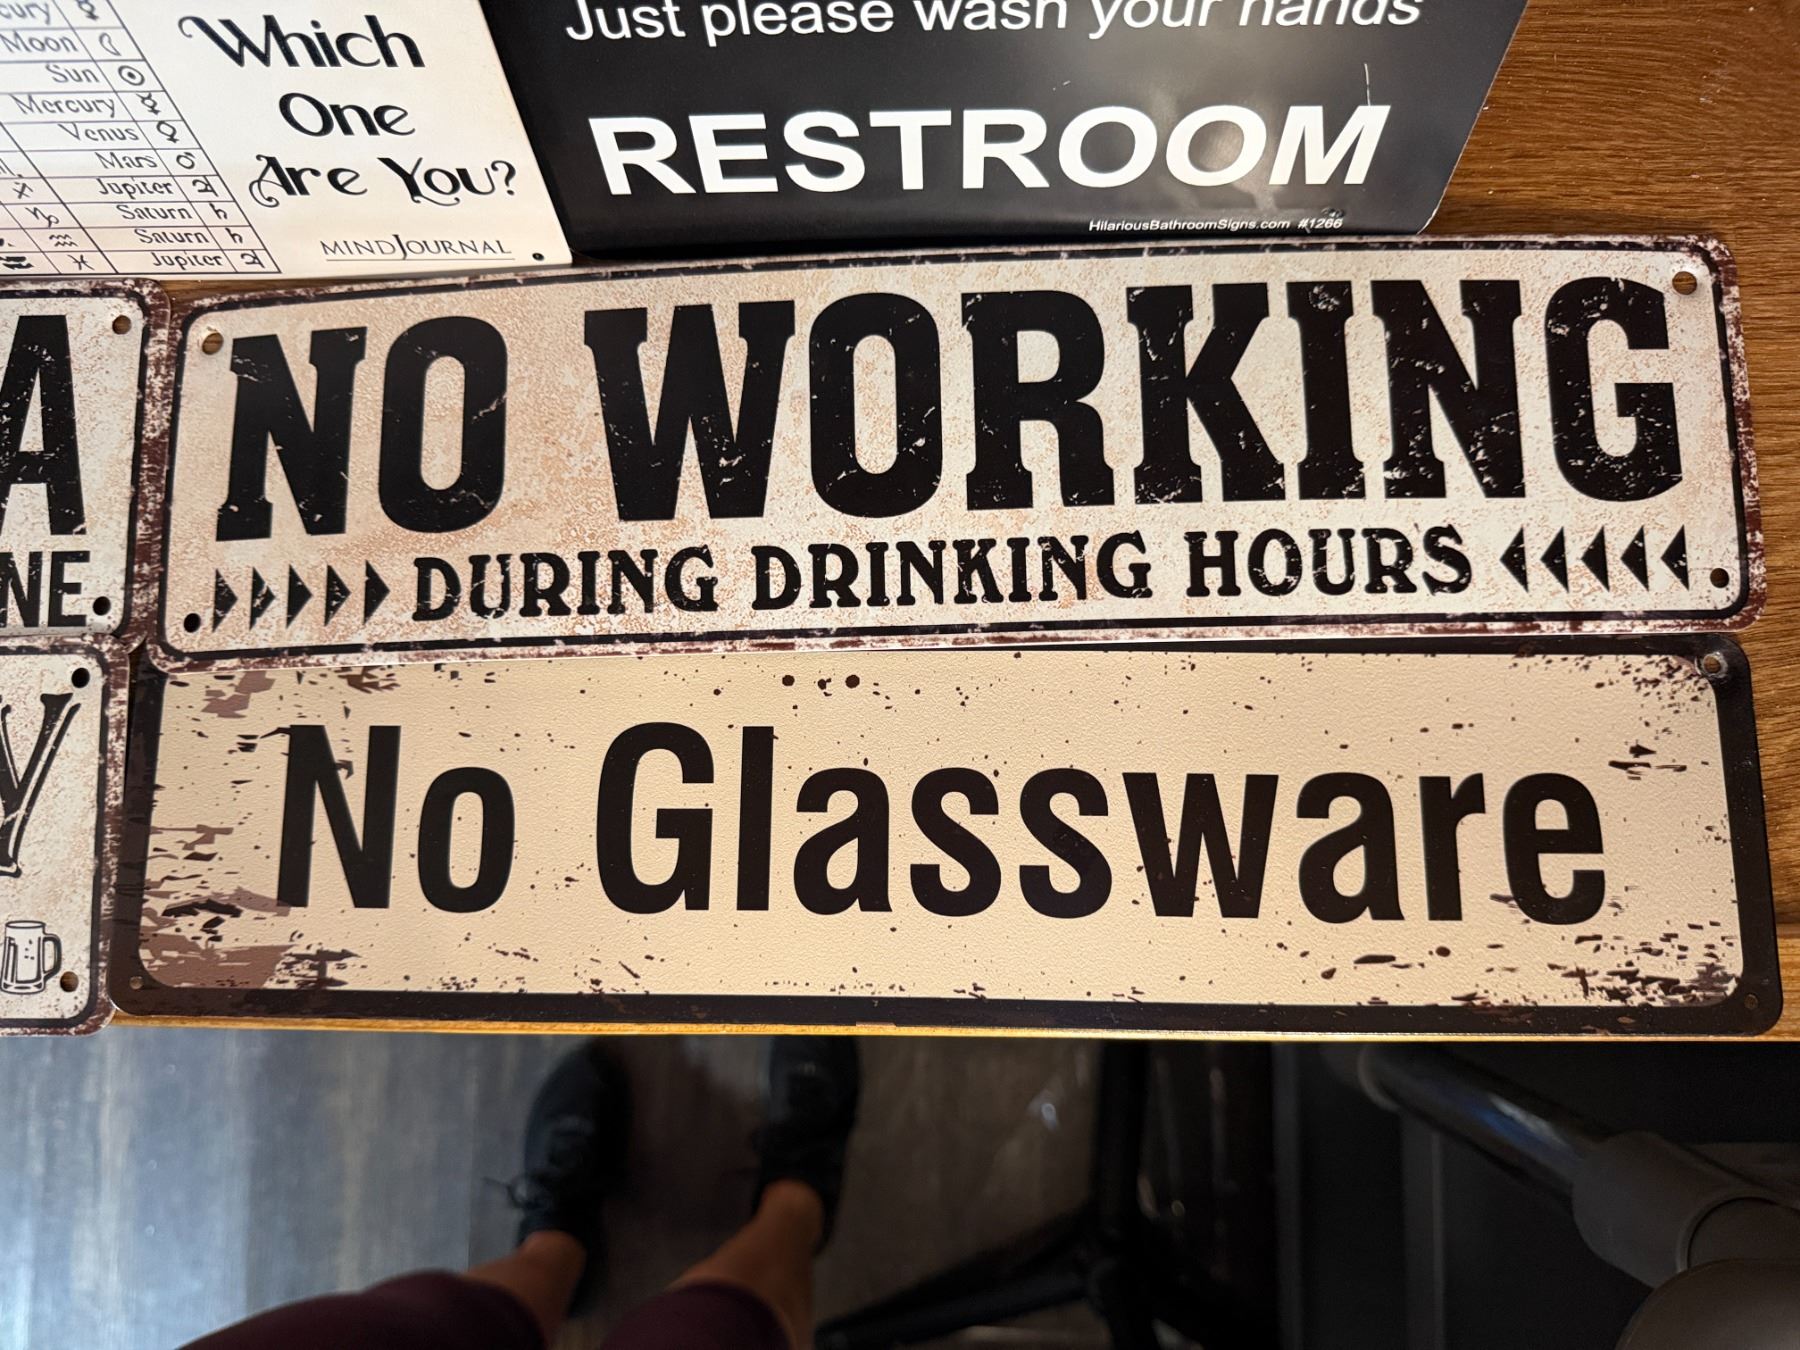 Moon ☾
Sun ☉
Mercury ☿
Venus ♀
Mars ♂
♐ Jupiter ♃
♑ Saturn ♄
♒ Saturn ♄
♓ Jupiter ♃
Which
One
Are You?
MINDJOURNAL
Just please wash your hands
RESTROOM
HilariousBathroomSigns.com #1266
A
NE
NO WORKING
DURING DRINKING HOURS
Y
No Glassware